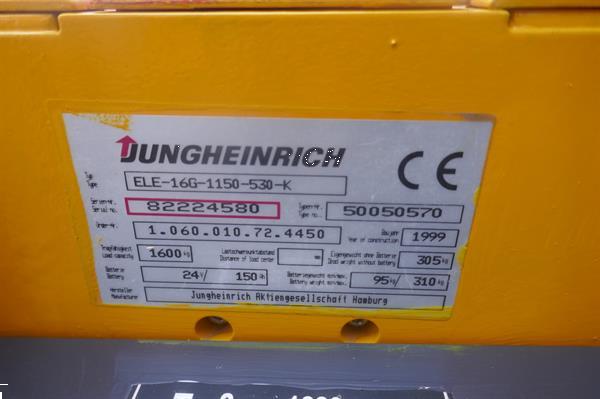 JUNGHEINRICH CE
Typ
Type ELE-16G-1150-530-K
Serien-Nr.
Serial no. 82224580 Typen-Nr.
Type no. 50050570
1.060.010.72.4450 Baujahr
Year of construction 1999
Tragfähigkeit
Load capacity 1600 kg Lastschwerpunktabstand
Distance of load center mm Eigengewicht ohne Batterie
Dead weight without battery 305 kg
Batterie
Battery 24 V 150 Ah Batteriegewicht min/max.
Battery weight min/max. 95 kg 310 kg
Hersteller
Manufacturer Jungheinrich Aktiengesellschaft Hamburg